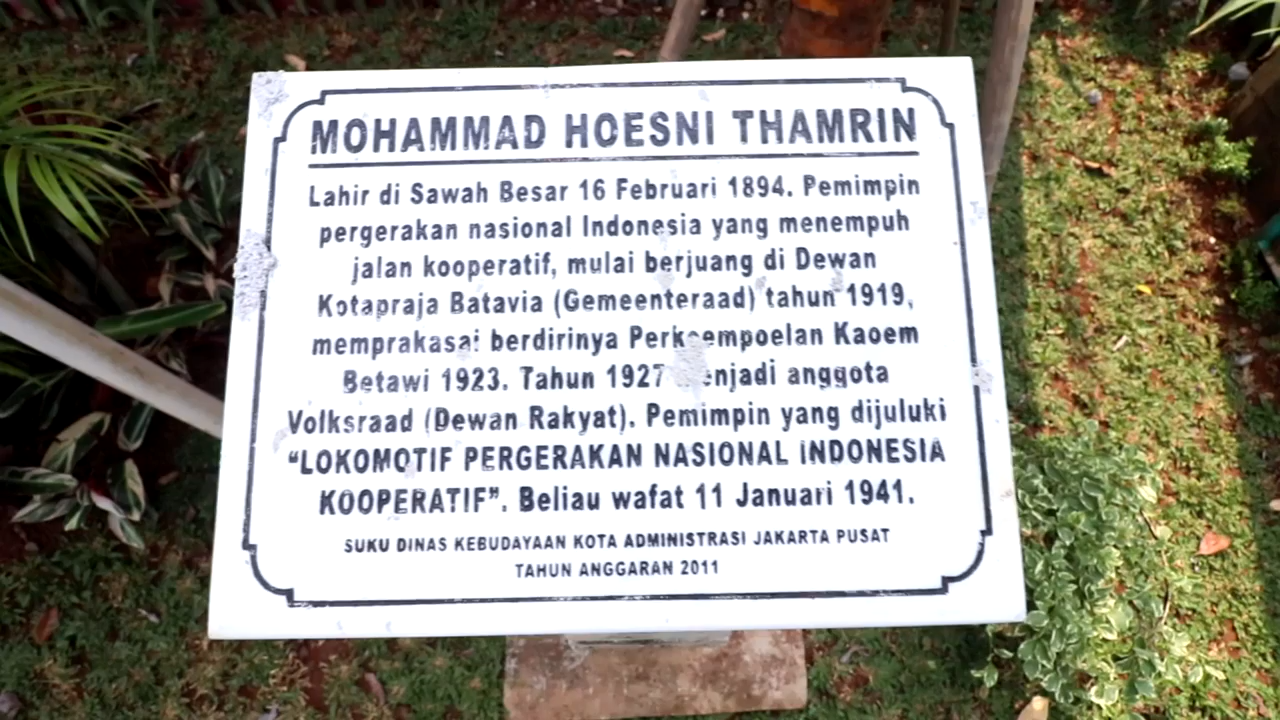 MOHAMMAD HOESNI THAMRIN
Lahir di Sawah Besar 16 Februari 1894. Pemimpin
pergerakan nasional Indonesia yang menempuh
jalan kooperatif, mulai berjuang di Dewan
Kotapraja Batavia (Gemeenteraad) tahun 1919,
memprakasai berdirinya Perkoempoelan Kaoem
Betawi 1923. Tahun 1927 menjadi anggota
Volksraad (Dewan Rakyat). Pemimpin yang dijuluki
“LOKOMOTIF PERGERAKAN NASIONAL INDONESIA
KOOPERATIF”. Beliau wafat 11 Januari 1941.
SUKU DINAS KEBUDAYAAN KOTA ADMINISTRASI JAKARTA PUSAT
TAHUN ANGGARAN 2011